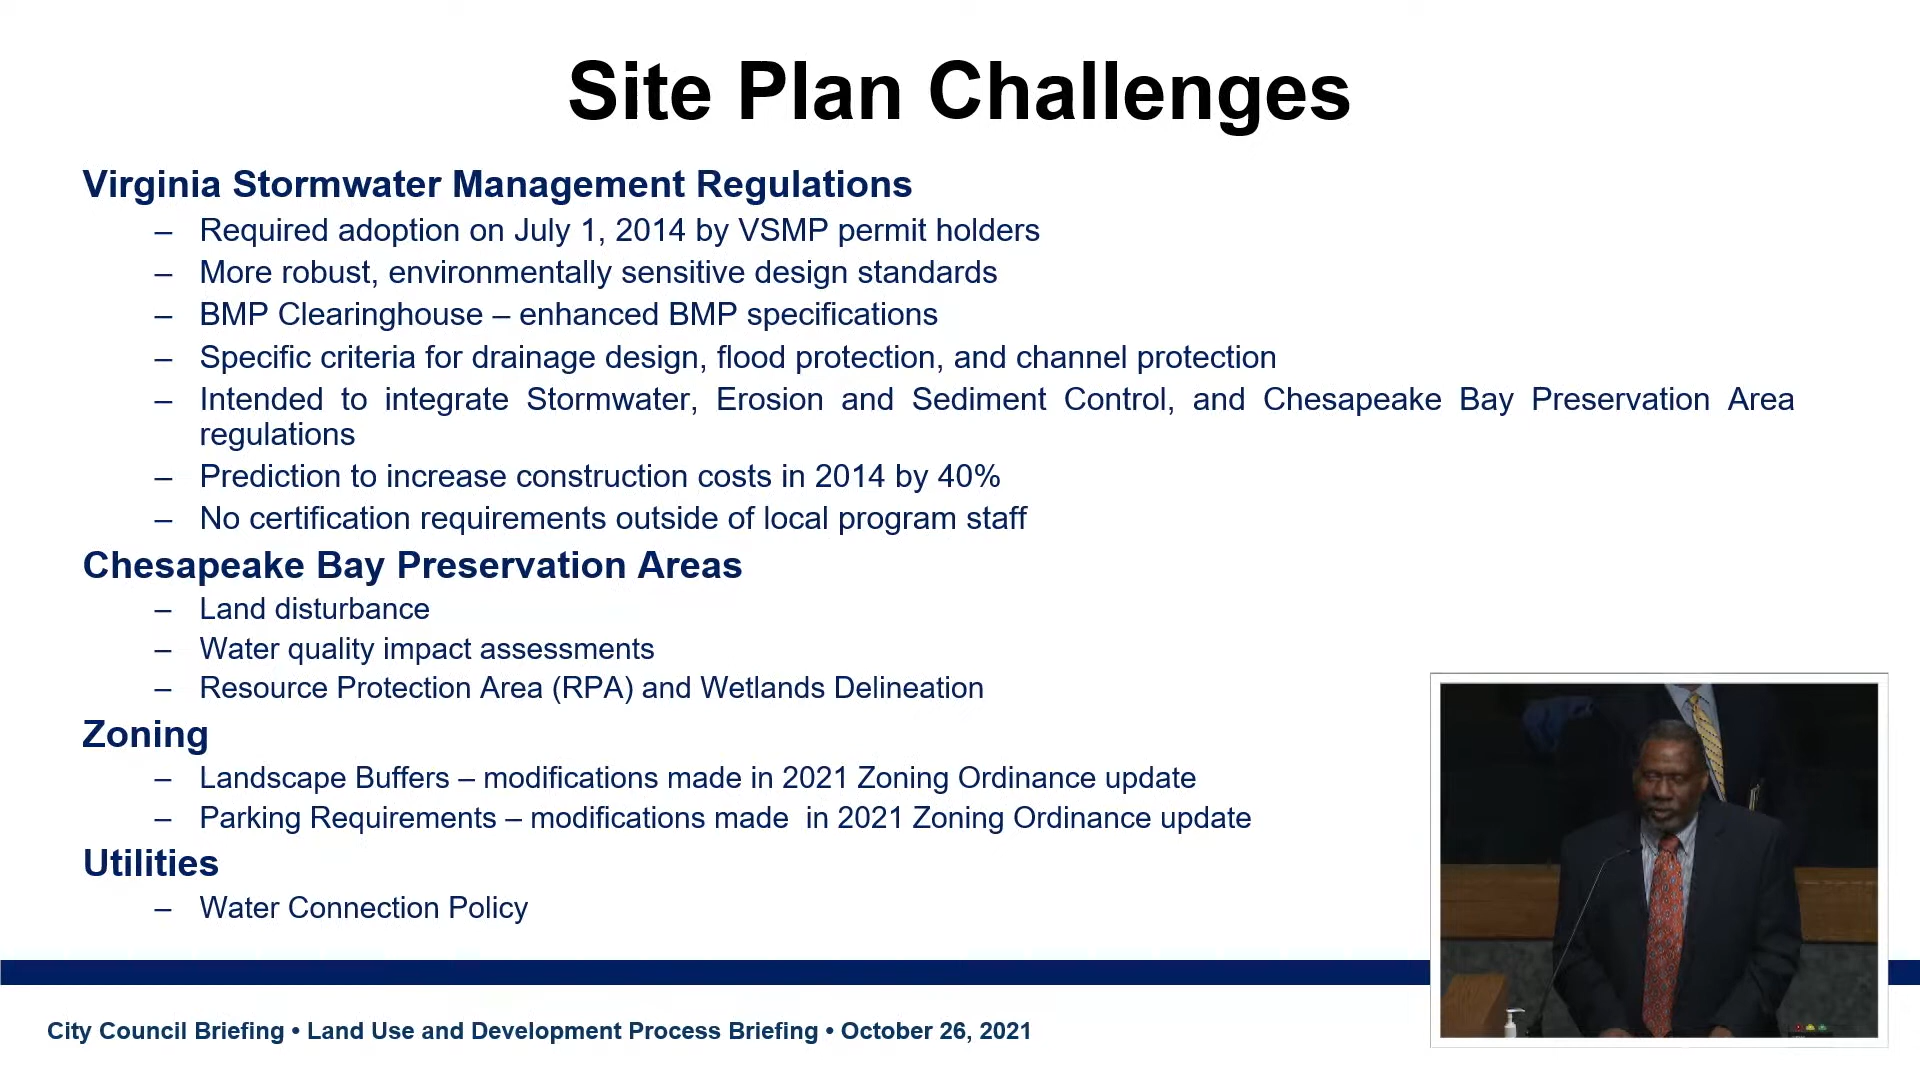 Site Plan Challenges
Virginia Stormwater Management Regulations
– Required adoption on July 1, 2014 by VSMP permit holders
– More robust, environmentally sensitive design standards
– BMP Clearinghouse – enhanced BMP specifications
– Specific criteria for drainage design, flood protection, and channel protection
– Intended to integrate Stormwater, Erosion and Sediment Control, and Chesapeake Bay Preservation Area
regulations
– Prediction to increase construction costs in 2014 by 40%
– No certification requirements outside of local program staff
Chesapeake Bay Preservation Areas
– Land disturbance
– Water quality impact assessments
– Resource Protection Area (RPA) and Wetlands Delineation
Zoning
– Landscape Buffers – modifications made in 2021 Zoning Ordinance update
– Parking Requirements – modifications made  in 2021 Zoning Ordinance update
Utilities
– Water Connection Policy
City Council Briefing • Land Use and Development Process Briefing • October 26, 2021